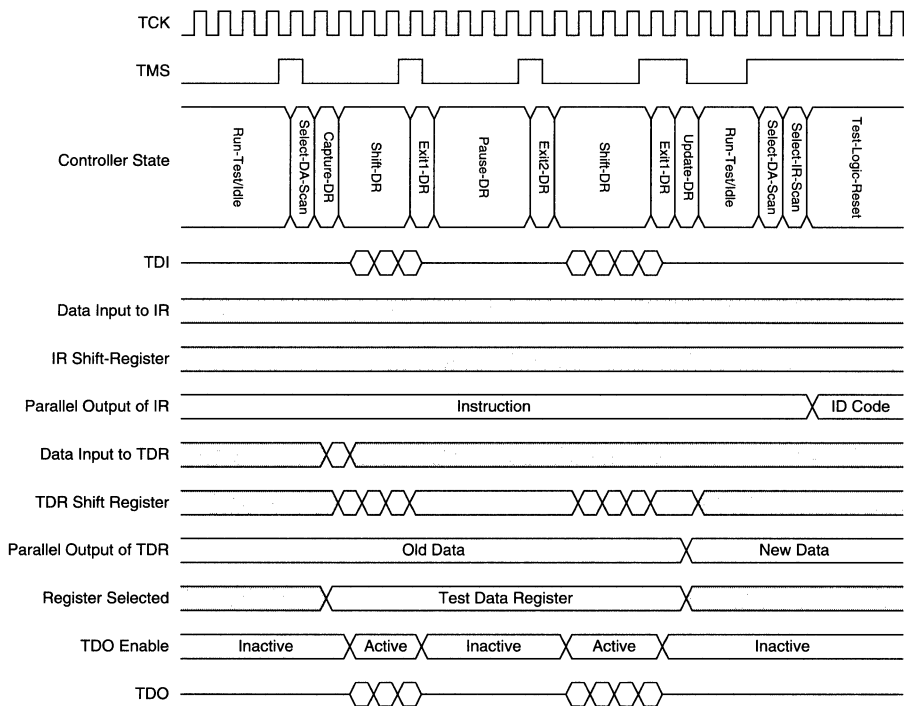 TCK
TMS
Controller State
Run-Test/Idle
Select-DA-Scan
Capture-DR
Shift-DR
Exit1-DR
Pause-DR
Exit2-DR
Shift-DR
Exit1-DR
Update-DR
Run-Test/Idle
Select-DA-Scan
Select-IR-Scan
Test-Logic-Reset
TDI
Data Input to IR
IR Shift-Register
Parallel Output of IR
Instruction
ID Code
Data Input to TDR
TDR Shift Register
Parallel Output of TDR
Old Data
New Data
Register Selected
Test Data Register
TDO Enable
Inactive
Active
Inactive
Active
Inactive
TDO